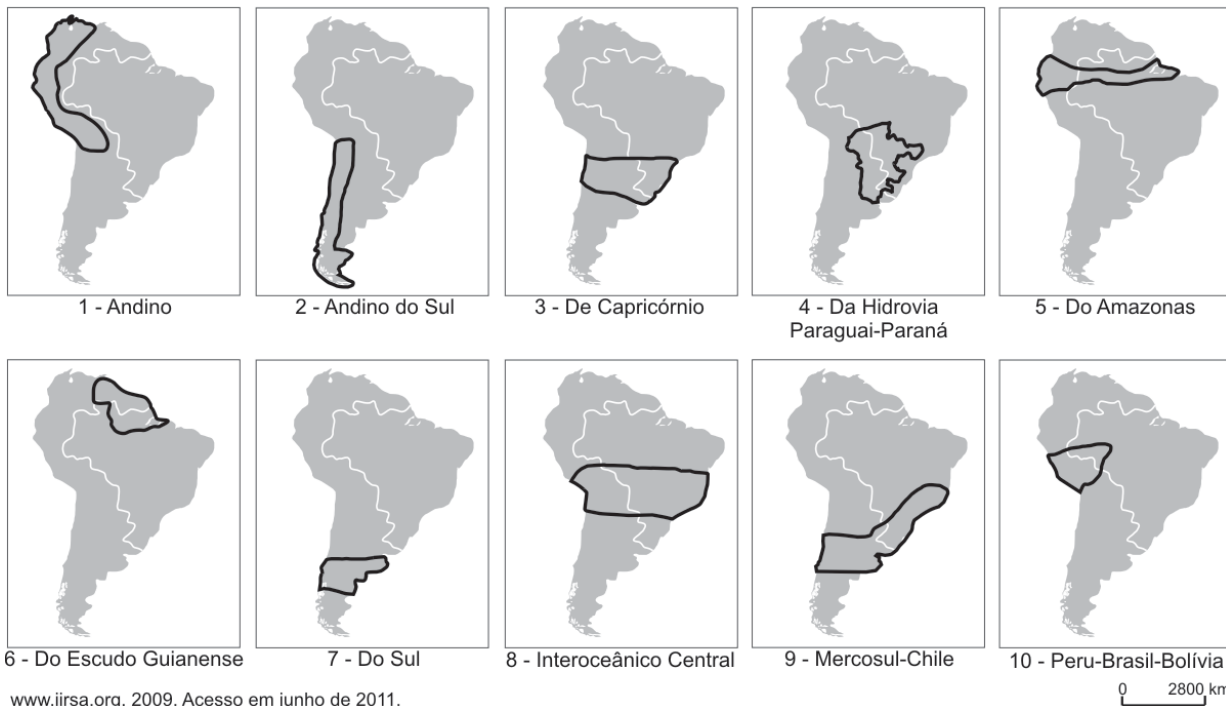 1 - Andino
2 - Andino do Sul
3 - De Capricórnio
4 - Da Hidrovia
Paraguai-Paraná
5 - Do Amazonas
6 - Do Escudo Guianense
7 - Do Sul
8 - Interoceânico Central
9 - Mercosul-Chile
10 - Peru-Brasil-Bolívia
www.iirsa.org, 2009. Acesso em junho de 2011.
0 2800 km